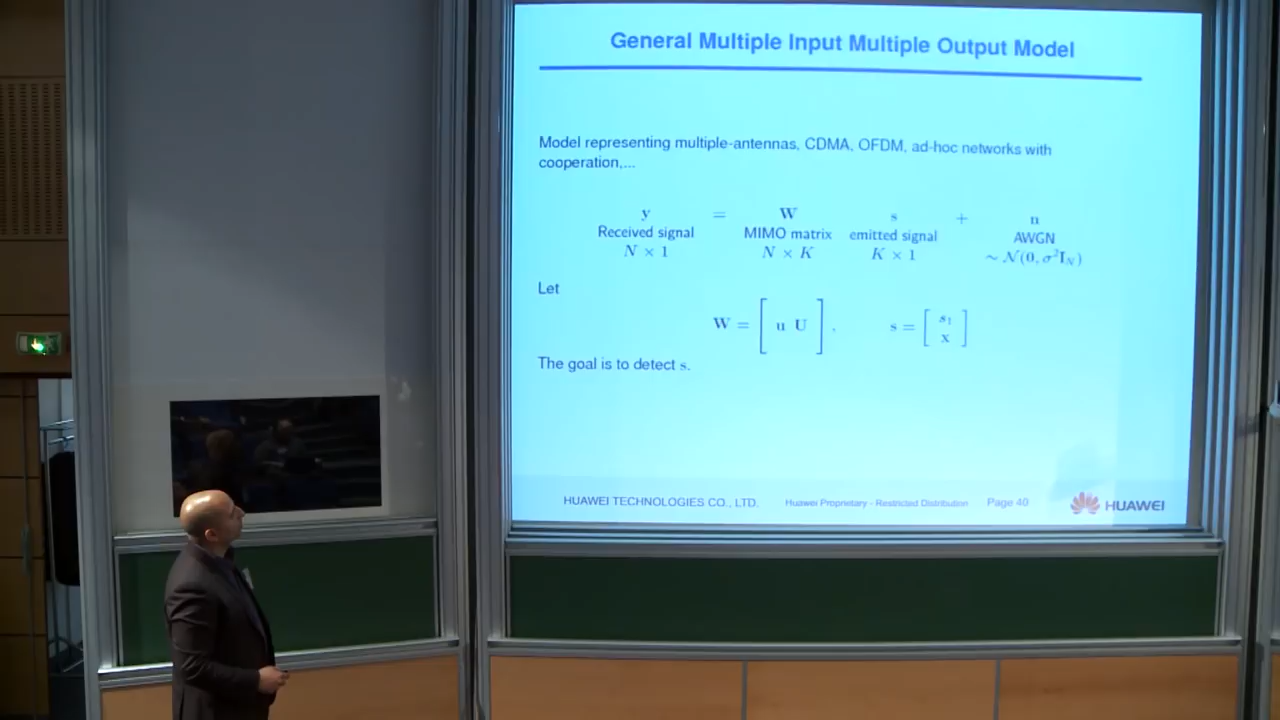 General Multiple Input Multiple Output Model
Model representing multiple-antennas, CDMA, OFDM, ad-hoc networks with
cooperation,...
y = W s + n
Received signal MIMO matrix emitted signal AWGN
N × 1 N × K K × 1 ∼ N(0, σ²I_N)
Let
W = [ u U ] , s = [ s₁ x ]
The goal is to detect s.
HUAWEI TECHNOLOGIES CO., LTD. Huawei Proprietary - Restricted Distribution Page 40 HUAWEI